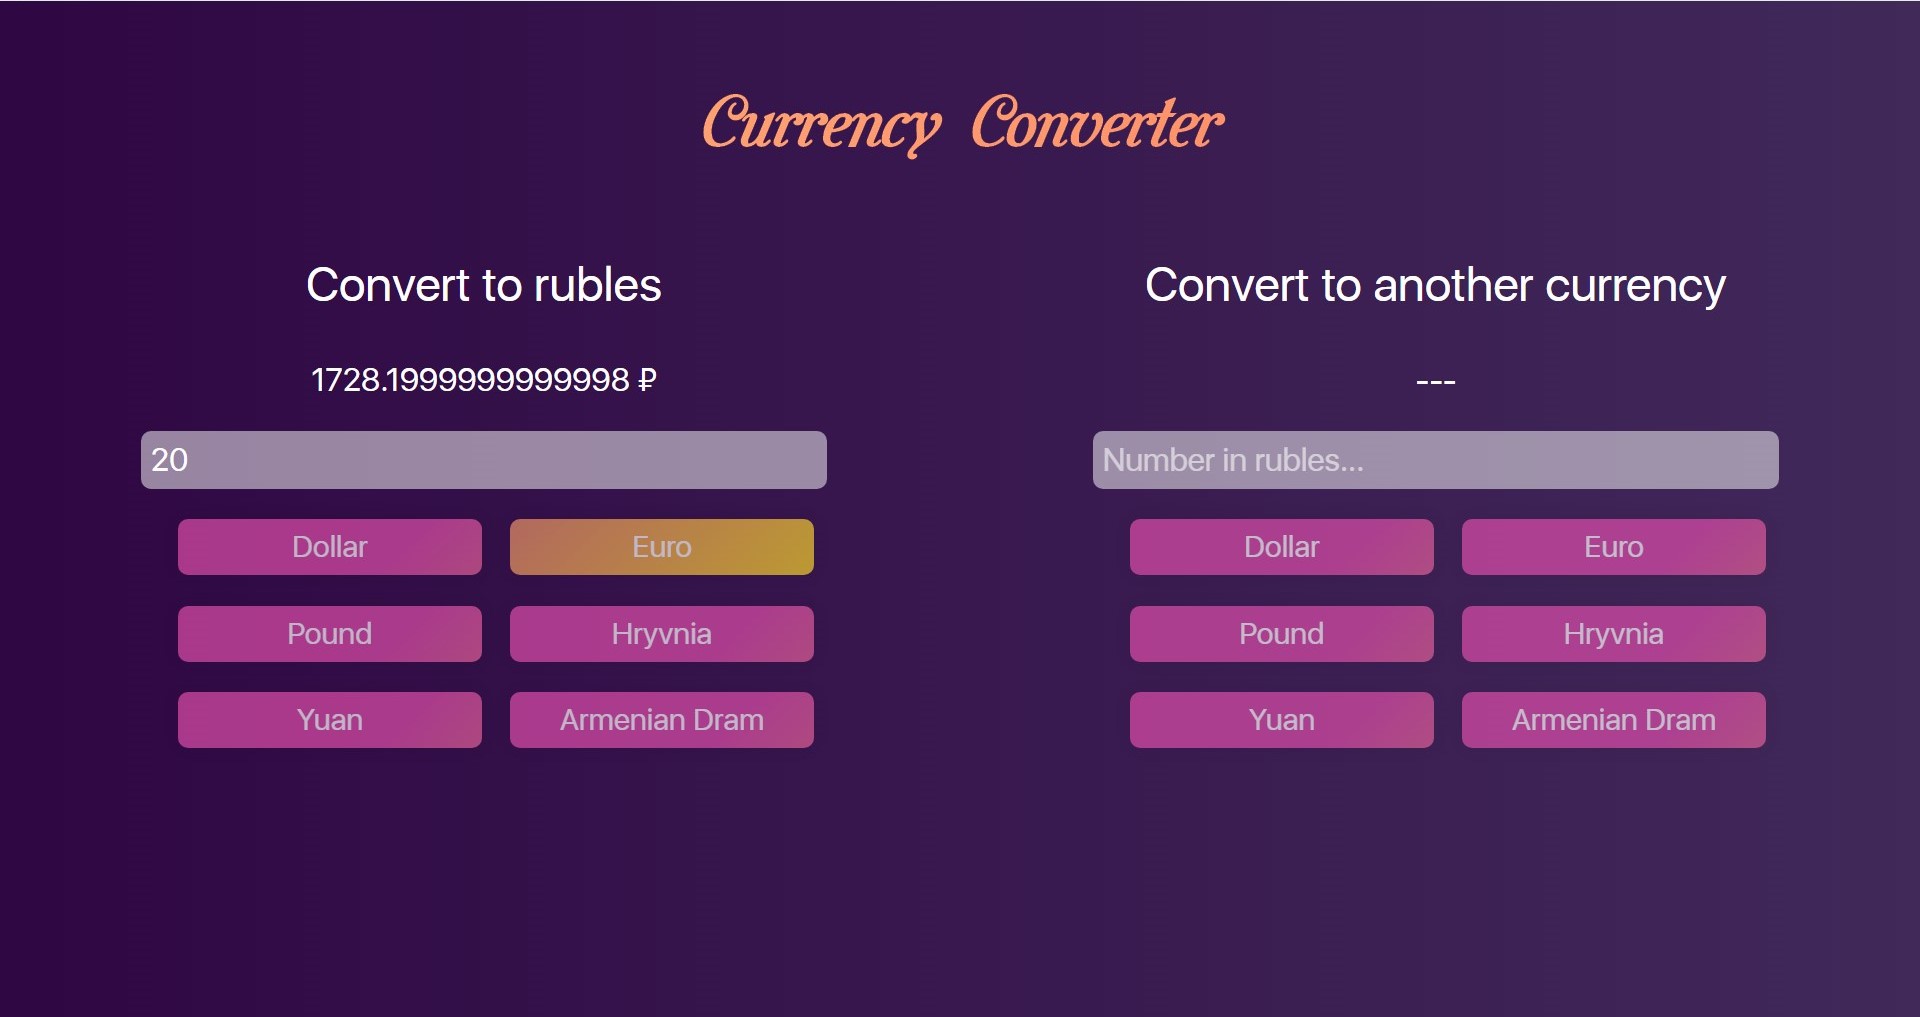 Currency Converter
Convert to rubles
1728.1999999999998 ₽
20
Dollar
Euro
Pound
Hryvnia
Yuan
Armenian Dram
Convert to another currency
---
Number in rubles...
Dollar
Euro
Pound
Hryvnia
Yuan
Armenian Dram